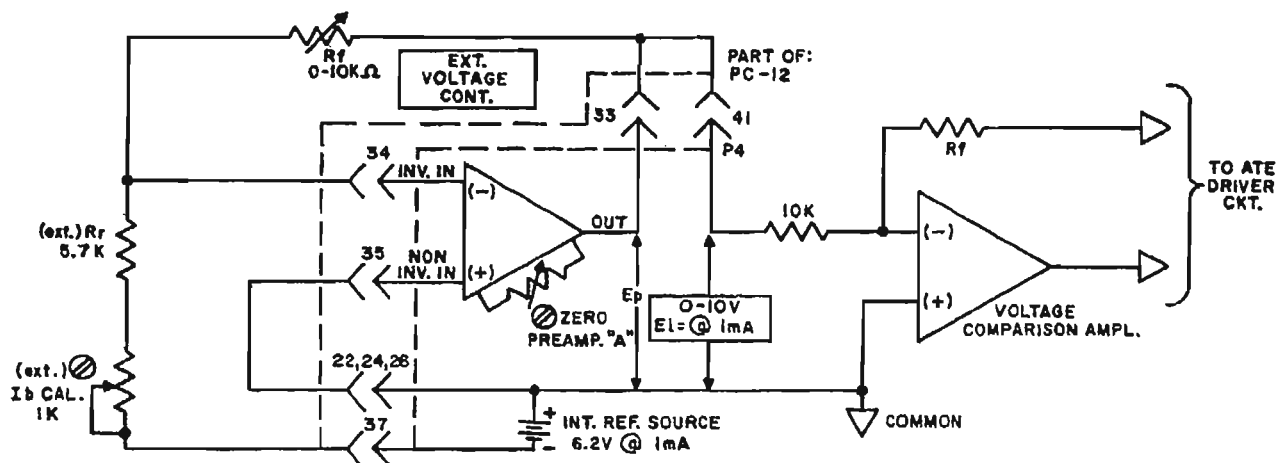 Rf
0-10KΩ
EXT.
VOLTAGE
CONT.
PART OF:
PC-12
33
41
P4
Rf
TO ATE
DRIVER
CKT.
34
INV. IN
(-)
OUT
10K
(-)
(ext.) Rr
5.7K
35
NON
INV. IN
(+)
Ep
0-10V
E1= @ 1mA
(+)
VOLTAGE
COMPARISON AMPL.
ZERO
PREAMP. "A"
(ext.)
Ib CAL.
1K
22,24,26
+
INT. REF. SOURCE
6.2V @ 1mA
-
COMMON
37